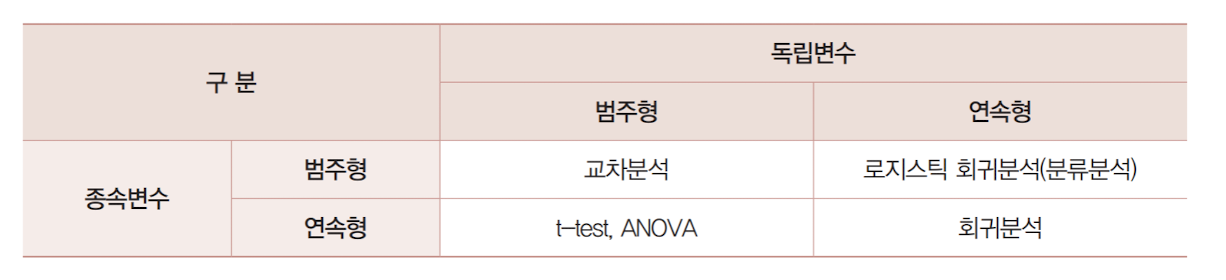 구 분
독립변수
범주형
연속형
종속변수
범주형
교차분석
로지스틱 회귀분석(분류분석)
연속형
t-test, ANOVA
회귀분석